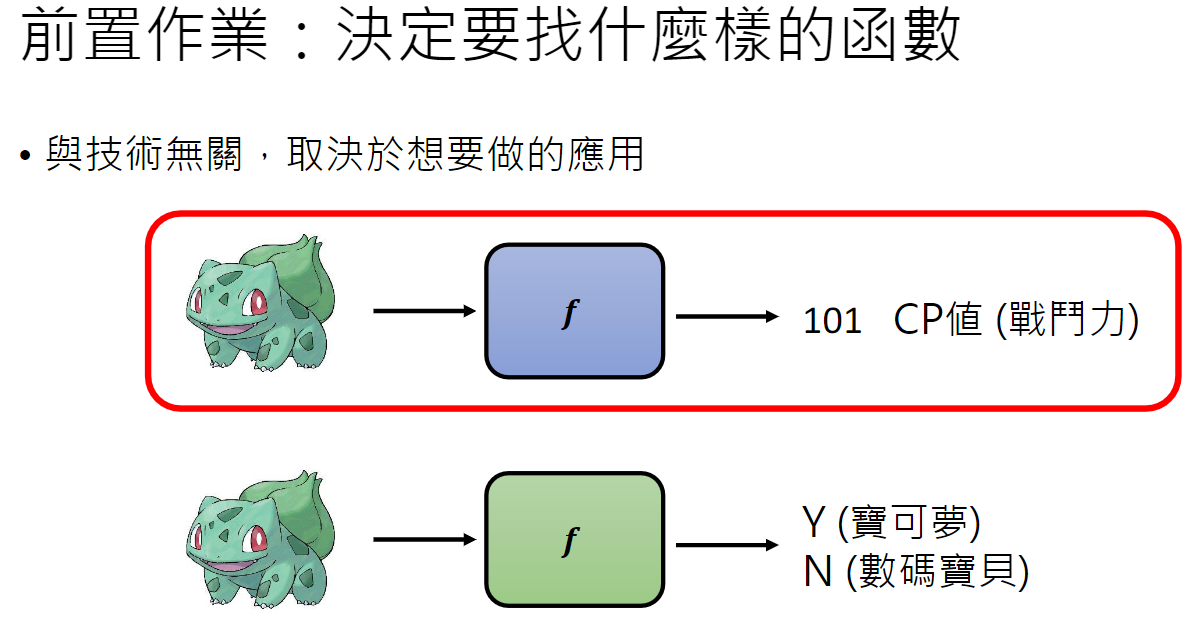 前置作業：決定要找什麼樣的函數
• 與技術無關，取決於想要做的應用
f
101 CP值 (戰鬥力)
f
Y (寶可夢)
N (數碼寶貝)